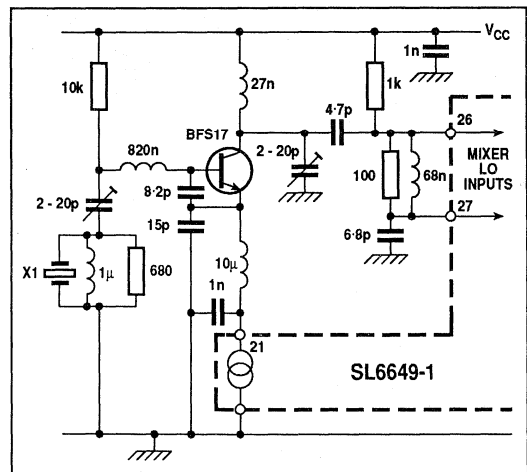 VCC
1n
10k
27n
1k
BFS17
4·7p
26
820n
MIXER
LO
INPUTS
2 - 20p
100
68n
8·2p
2 - 20p
27
15p
6·8p
X1
1μ
680
10μ
1n
21
SL6649-1